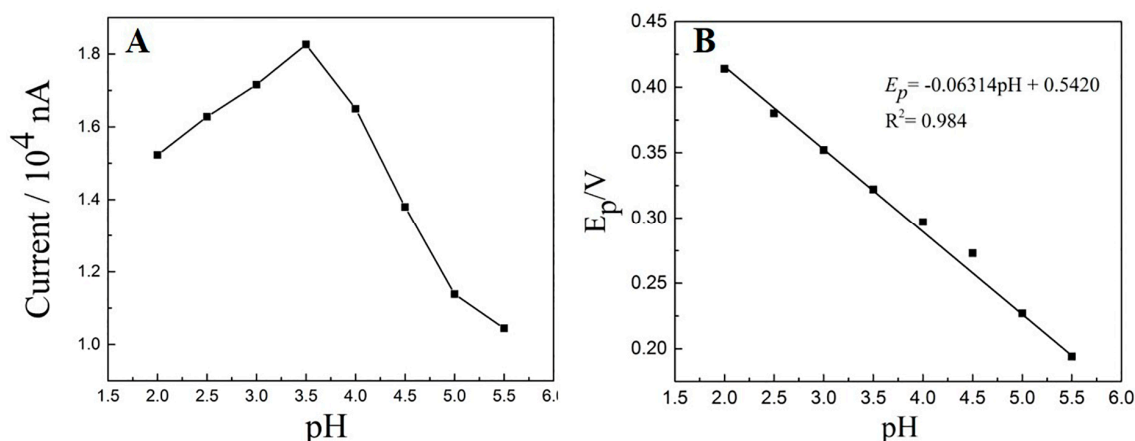 A
Current / 10⁴ nA
1.8
1.6
1.4
1.2
1.0
1.5 2.0 2.5 3.0 3.5 4.0 4.5 5.0 5.5 6.0
pH
B
Eₚ/V
0.45
0.40
0.35
0.30
0.25
0.20
Eₚ= -0.06314pH + 0.5420
R²= 0.984
1.5 2.0 2.5 3.0 3.5 4.0 4.5 5.0 5.5 6.0
pH